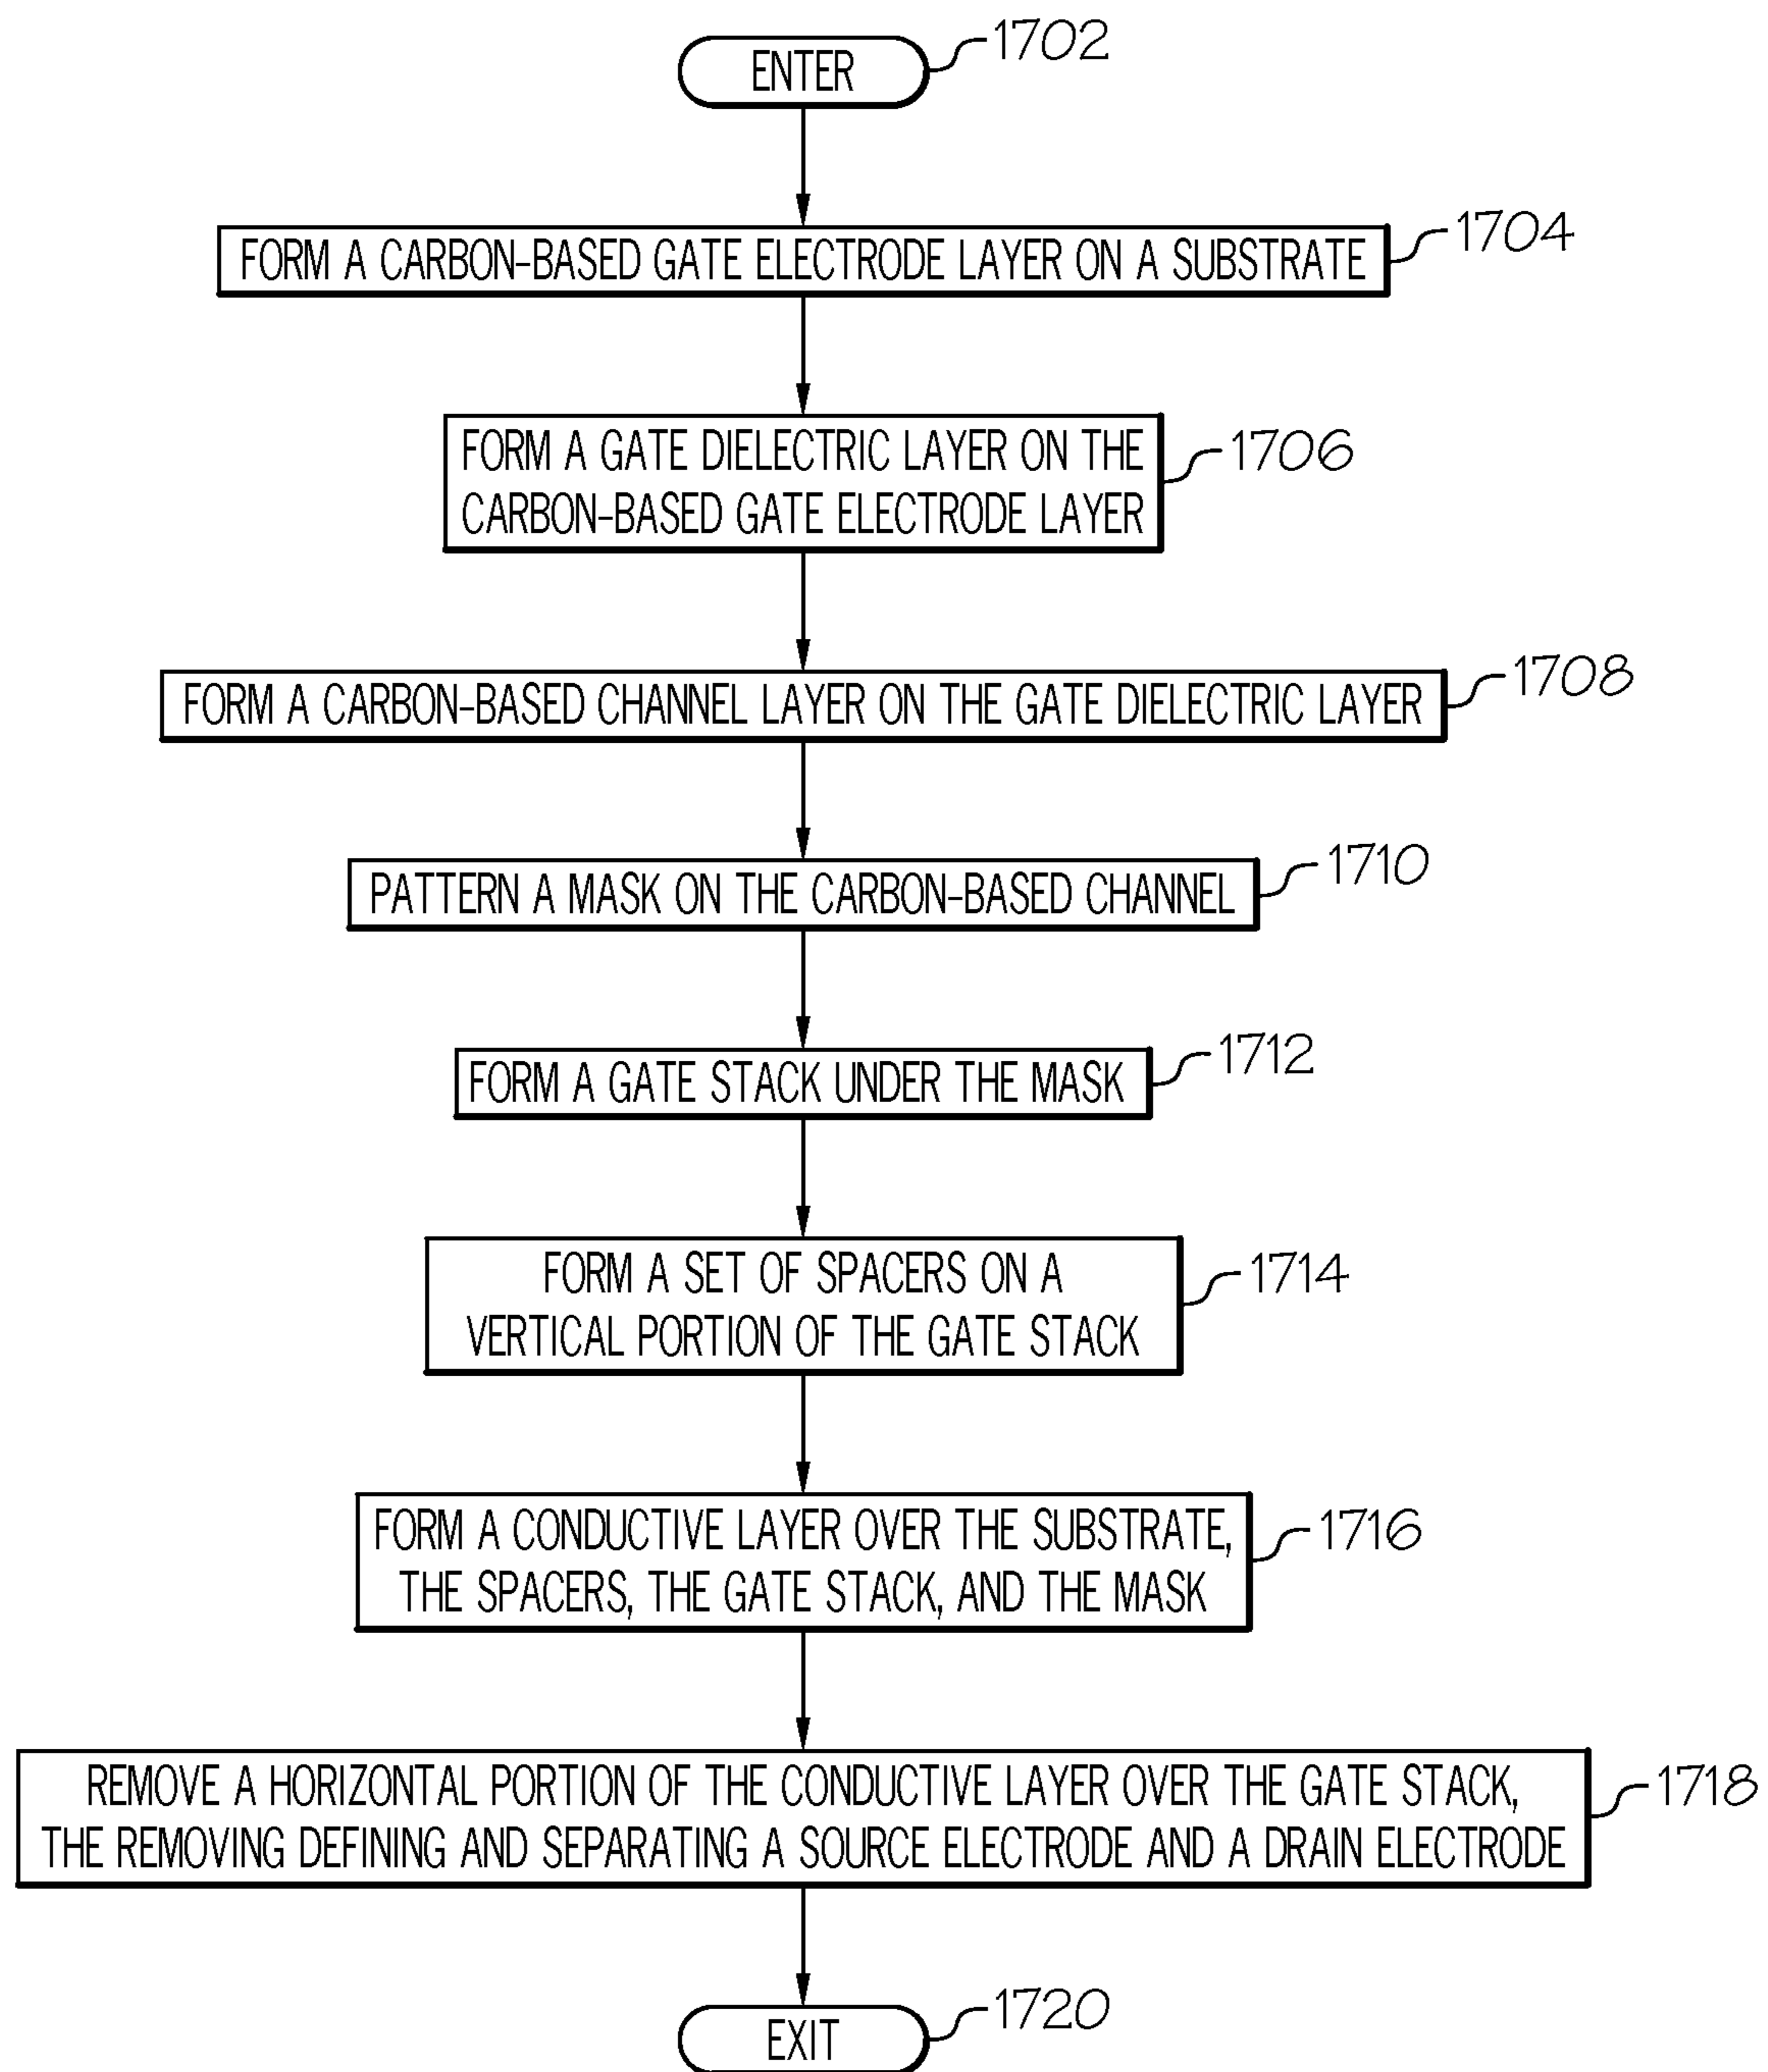 ENTER
1702
FORM A CARBON-BASED GATE ELECTRODE LAYER ON A SUBSTRATE
1704
FORM A GATE DIELECTRIC LAYER ON THE
CARBON-BASED GATE ELECTRODE LAYER
1706
FORM A CARBON-BASED CHANNEL LAYER ON THE GATE DIELECTRIC LAYER
1708
PATTERN A MASK ON THE CARBON-BASED CHANNEL
1710
FORM A GATE STACK UNDER THE MASK
1712
FORM A SET OF SPACERS ON A
VERTICAL PORTION OF THE GATE STACK
1714
FORM A CONDUCTIVE LAYER OVER THE SUBSTRATE,
THE SPACERS, THE GATE STACK, AND THE MASK
1716
REMOVE A HORIZONTAL PORTION OF THE CONDUCTIVE LAYER OVER THE GATE STACK,
THE REMOVING DEFINING AND SEPARATING A SOURCE ELECTRODE AND A DRAIN ELECTRODE
1718
EXIT
1720